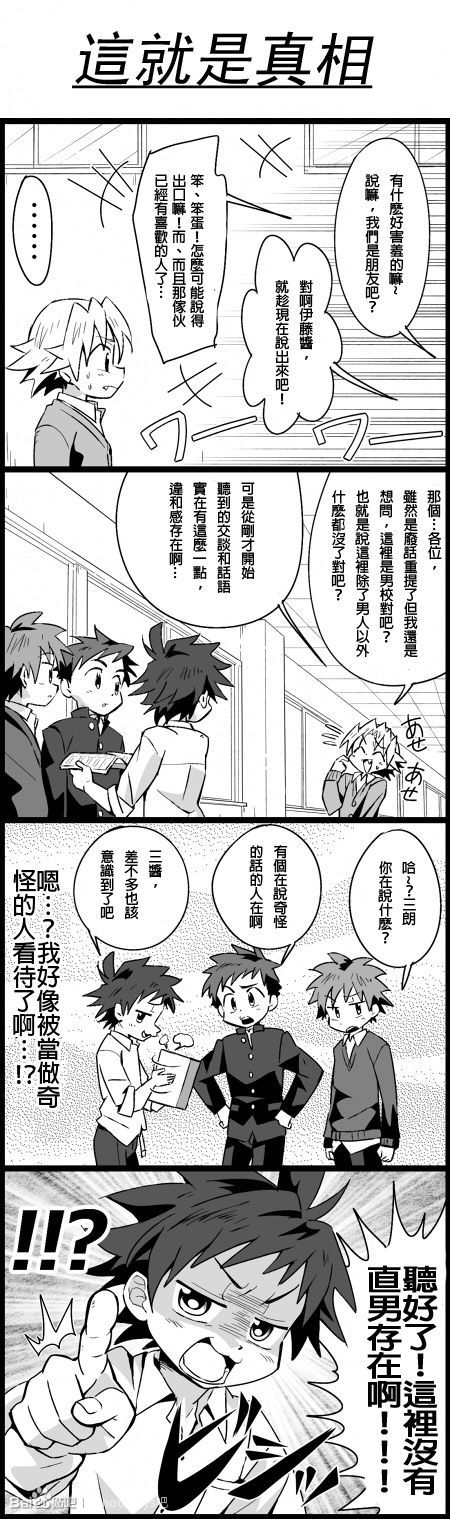 這就是真相
有什麼好害羞的嘛~
說嘛，我們是朋友吧？
對啊伊藤醬，
就趁現在說出來吧！
笨、笨蛋！怎麼可能說得
出口嘛！而、而且那傢伙
已經有喜歡的人了…
……
ワー
ワー
那個…各位，
雖然是廢話重提了但我還是
想問，這裡是男校對吧？
也就是說這裡除了男人以外
什麼都沒了對吧？
可是從剛才開始
聽到的交談和話語
實在有這麼一點，
違和感存在啊…
あせ
あせ
哈~？三朗
你在說什麼？
有個在說奇怪
的話的人在啊
三醬，
差不多也該
意識到了吧
嗯…？我好像被當做奇
怪的人看待了啊…!?
聽好了！這裡沒有
直男存在啊！！！！
!!?
ビシッ
Bai 贴吧